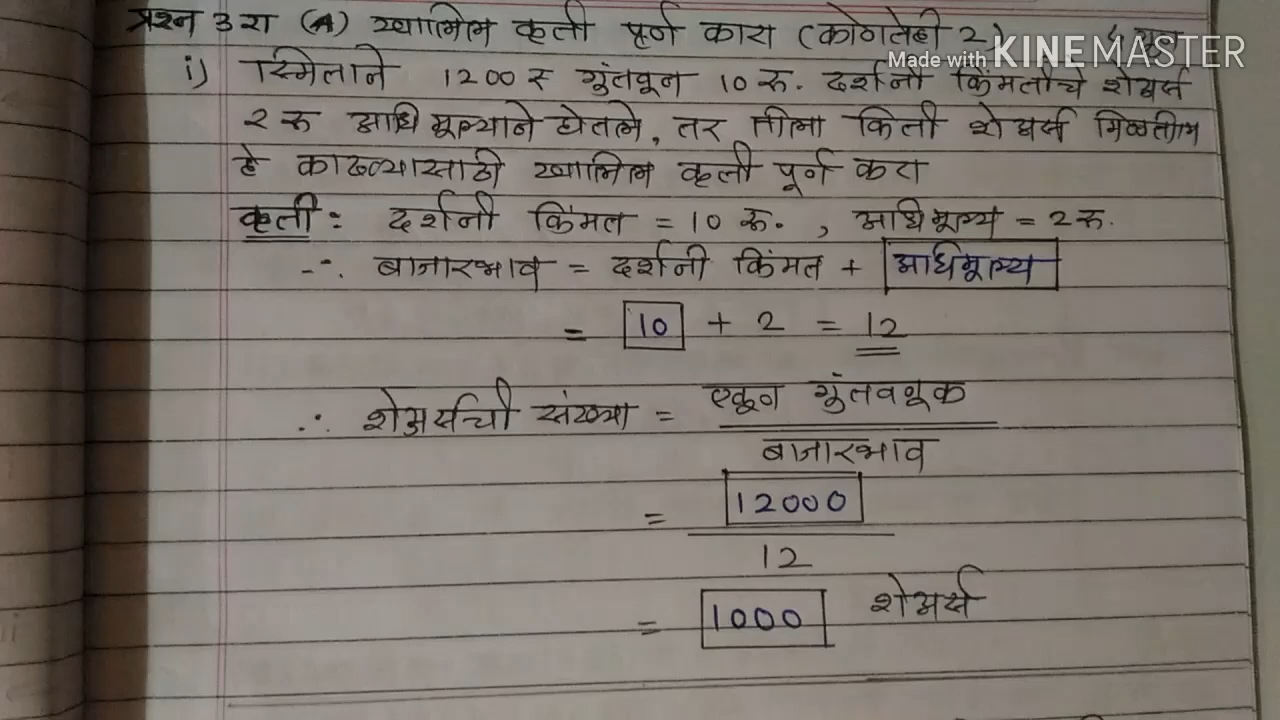 प्रश्न 3 रा (A) खालील कृती पूर्ण करा (कोणतेही 2)
Made with KINEMASTER
i) स्मिताने 1200 रु गुंतवून 10 रु. दर्शनी किंमतीचे शेअर्स
2 रु अधिमूल्याने घेतले, तर तीला किती शेअर्स मिळतील
हे काढण्यासाठी खालील कृती पूर्ण करा
कृती : दर्शनी किंमत = 10 रु. , अधिमूल्य = 2 रु.
∴ बाजारभाव = दर्शनी किंमत + अधिमूल्य
= 10 + 2 = 12
∴ शेअर्सची संख्या = एकूण गुंतवणूक
बाजारभाव
= 12000
12
= 1000 शेअर्स